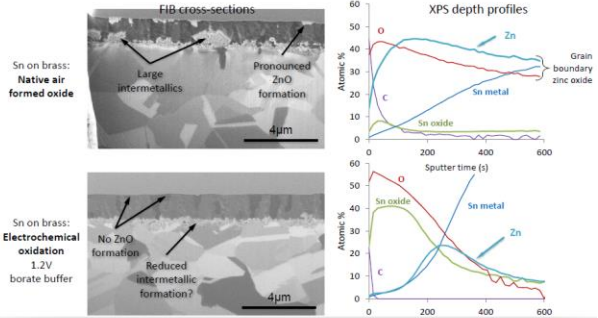 FIB cross-sections
XPS depth profiles
Sn on brass:
Native air
formed oxide
Large
intermetallics
Pronounced
ZnO
formation
4μm
60
50
40
30
20
10
0
Atomic %
O
Zn
C
Sn metal
Sn oxide
Grain
boundary
zinc oxide
0
200
400
600
Sputter time (s)
Sn on brass:
Electrochemical
oxidation
1.2V
borate buffer
No ZnO
formation
Reduced
intermetallic
formation?
4μm
60
50
40
30
20
10
0
Atomic %
O
Sn oxide
Sn metal
Zn
C
0
200
400
600